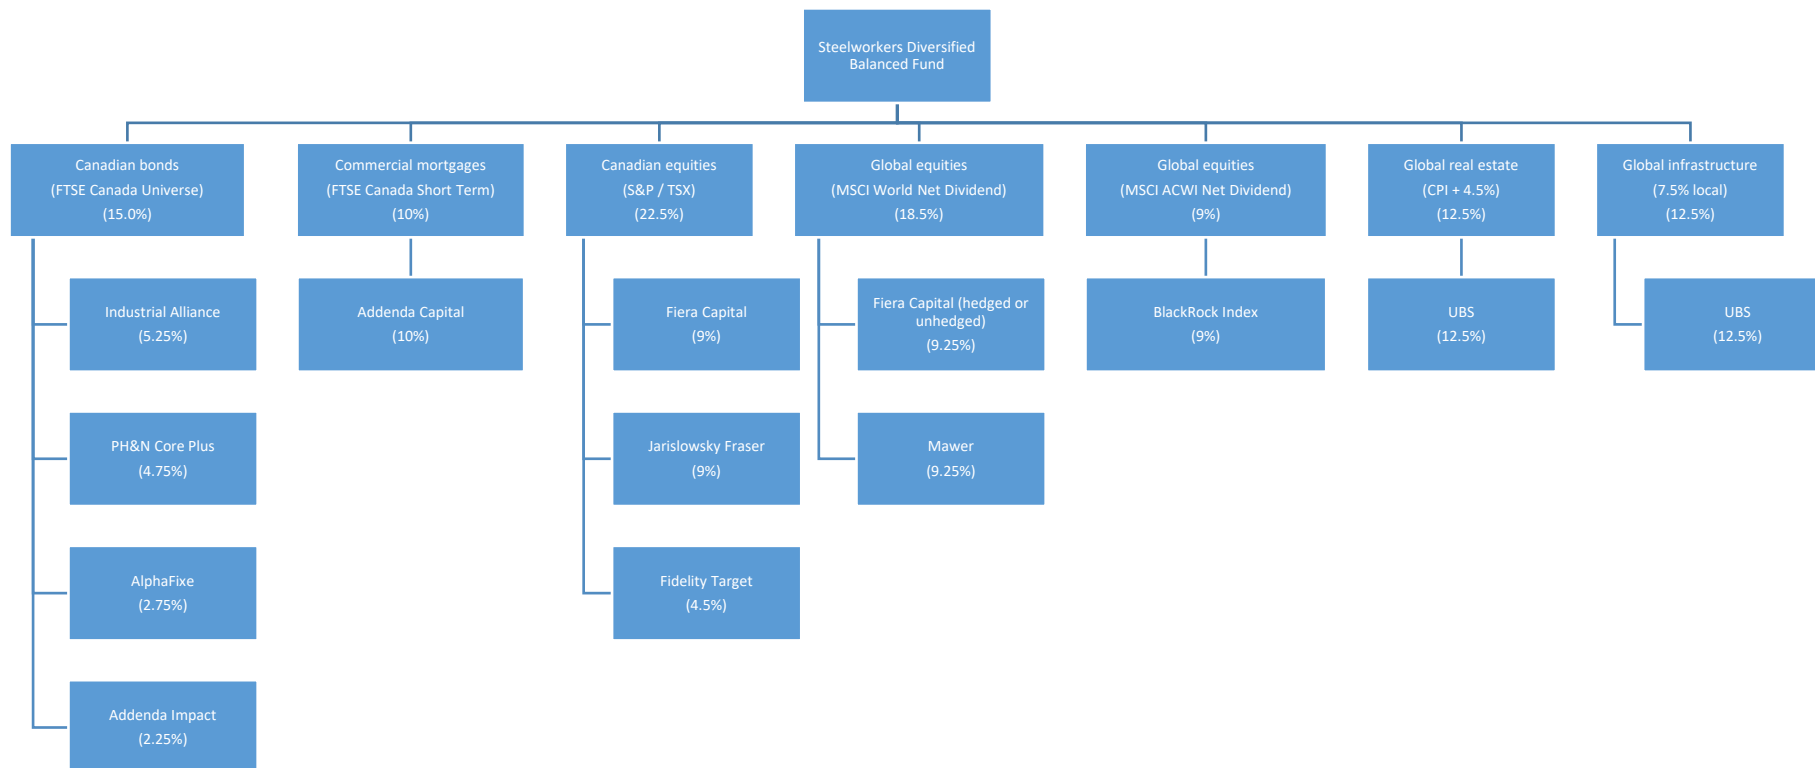 Steelworkers Diversified
Balanced Fund
Canadian bonds
(FTSE Canada Universe)
(15.0%)
Commercial mortgages
(FTSE Canada Short Term)
(10%)
Canadian equities
(S&P / TSX)
(22.5%)
Global equities
(MSCI World Net Dividend)
(18.5%)
Global equities
(MSCI ACWI Net Dividend)
(9%)
Global real estate
(CPI + 4.5%)
(12.5%)
Global infrastructure
(7.5% local)
(12.5%)
Industrial Alliance
(5.25%)
Addenda Capital
(10%)
Fiera Capital
(9%)
Fiera Capital (hedged or
unhedged)
(9.25%)
BlackRock Index
(9%)
UBS
(12.5%)
UBS
(12.5%)
PH&N Core Plus
(4.75%)
Jarislowsky Fraser
(9%)
Mawer
(9.25%)
AlphaFixe
(2.75%)
Fidelity Target
(4.5%)
Addenda Impact
(2.25%)